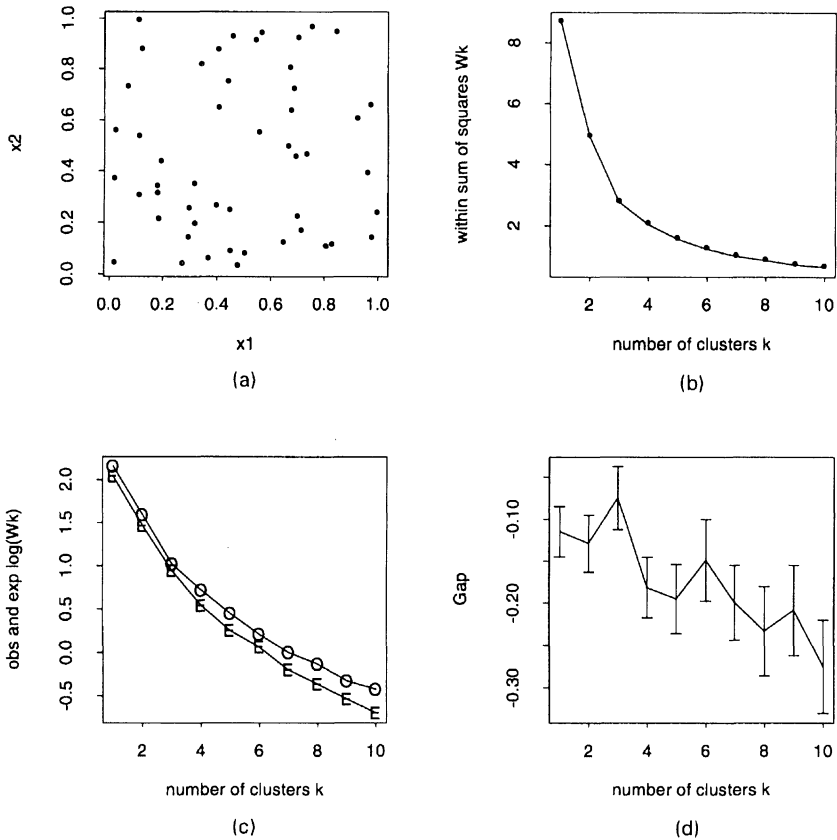 x2
0.0 0.2 0.4 0.6 0.8 1.0
0.0 0.2 0.4 0.6 0.8 1.0
x1
(a)
within sum of squares Wk
2 4 6 8
2 4 6 8 10
number of clusters k
(b)
obs and exp log(Wk)
-0.5 0.0 0.5 1.0 1.5 2.0
O O O O O O O O O O
E E E E E E E E E E
2 4 6 8 10
number of clusters k
(c)
Gap
-0.30 -0.20 -0.10
2 4 6 8 10
number of clusters k
(d)